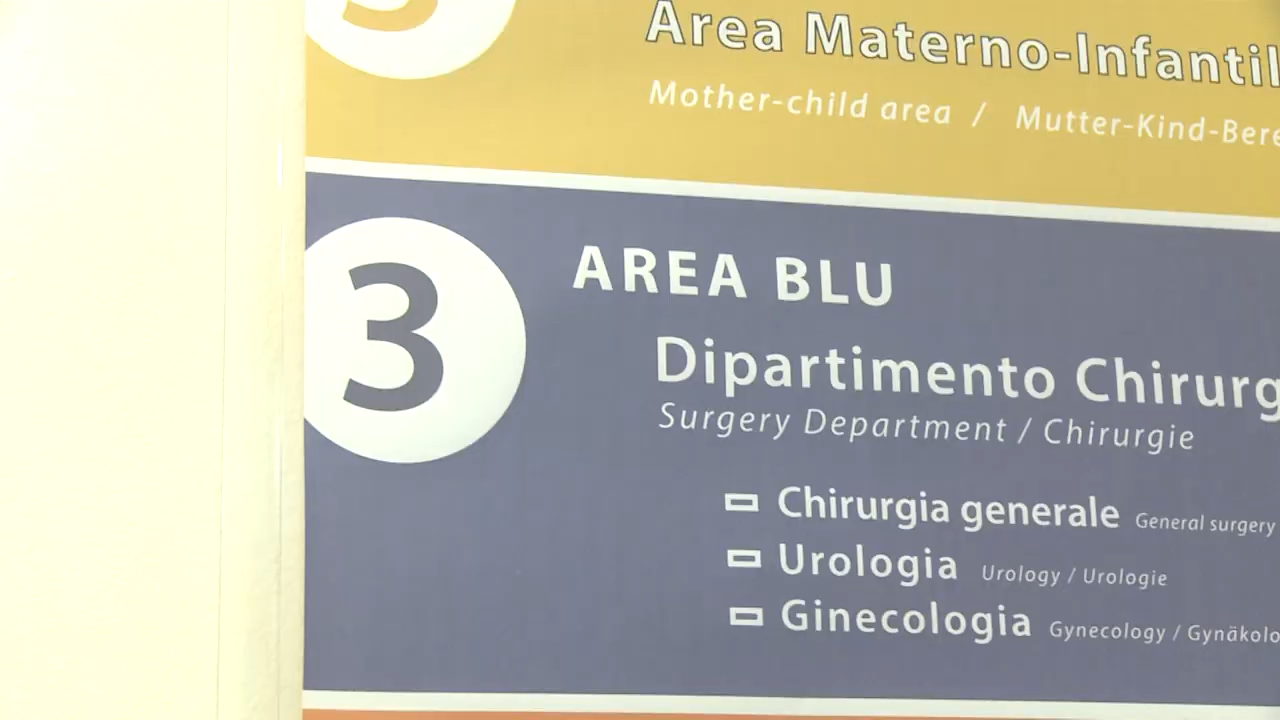 Area Materno-Infantil
Mother-child area / Mutter-Kind-Bere
3
AREA BLU
Dipartimento Chirurg
Surgery Department / Chirurgie
Chirurgia generale General surgery
Urologia Urology / Urologie
Ginecologia Gynecology / Gynäkolo